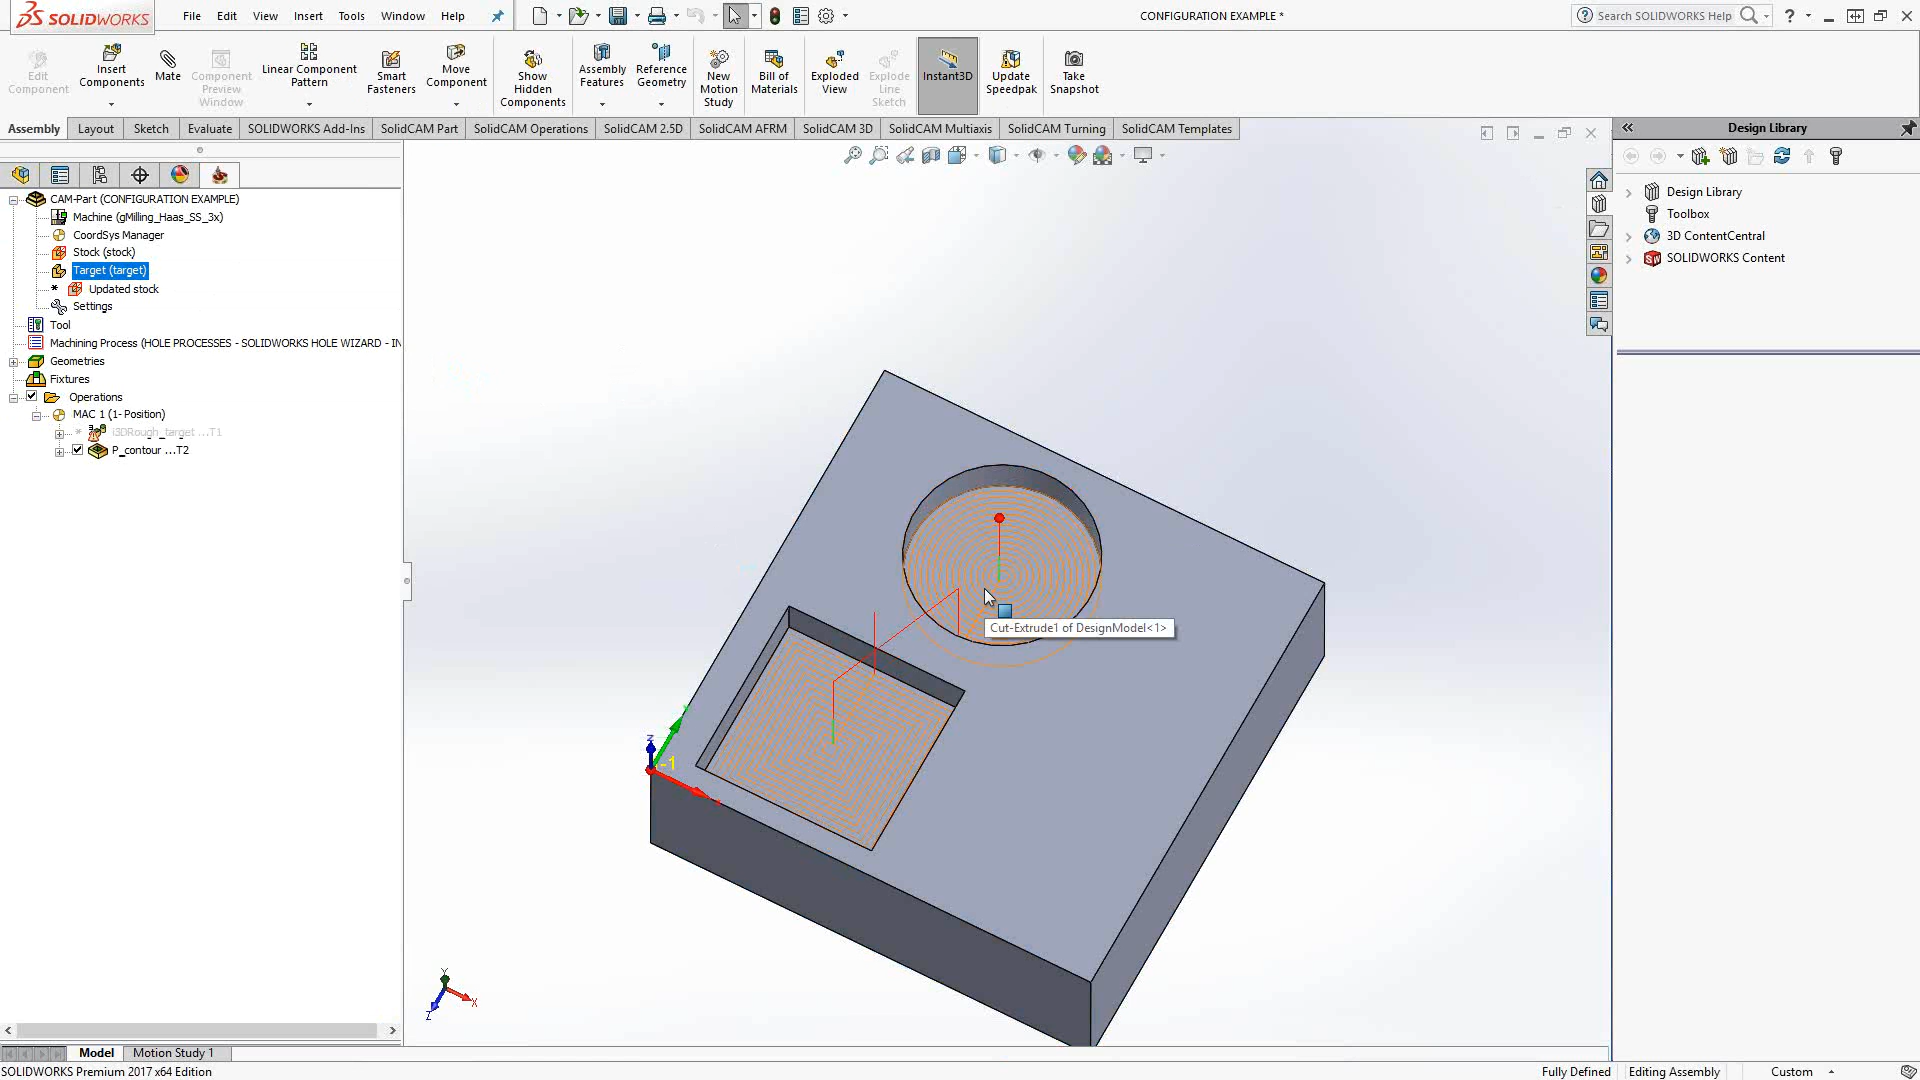 SOLIDWORKS
File Edit View Insert Tools Window Help
CONFIGURATION EXAMPLE *
Search SOLIDWORKS Help
Edit Component
Insert Components
Mate
Component Preview Window
Linear Component Pattern
Smart Fasteners
Move Component
Show Hidden Components
Assembly Features
Reference Geometry
New Motion Study
Bill of Materials
Exploded View
Explode Line Sketch
Instant3D
Update Speedpak
Take Snapshot
Assembly Layout Sketch Evaluate SOLIDWORKS Add-Ins SolidCAM Part SolidCAM Operations SolidCAM 2.5D SolidCAM AFRM SolidCAM 3D SolidCAM Multiaxis SolidCAM Turning SolidCAM Templates
Design Library
Design Library
Toolbox
3D ContentCentral
SOLIDWORKS Content
CAM-Part (CONFIGURATION EXAMPLE)
Machine (gMilling_Haas_SS_3x)
CoordSys Manager
Stock (stock)
Target (target)
* Updated stock
Settings
Tool
Machining Process (HOLE PROCESSES - SOLIDWORKS HOLE WIZARD - IN
Geometries
Fixtures
Operations
MAC 1 (1- Position)
* i3DRough_target ...T1
P_contour ...T2
Cut-Extrude1 of DesignModel<1>
Z
-1
Y
X
Z
Model Motion Study 1
SOLIDWORKS Premium 2017 x64 Edition
Fully Defined Editing Assembly Custom